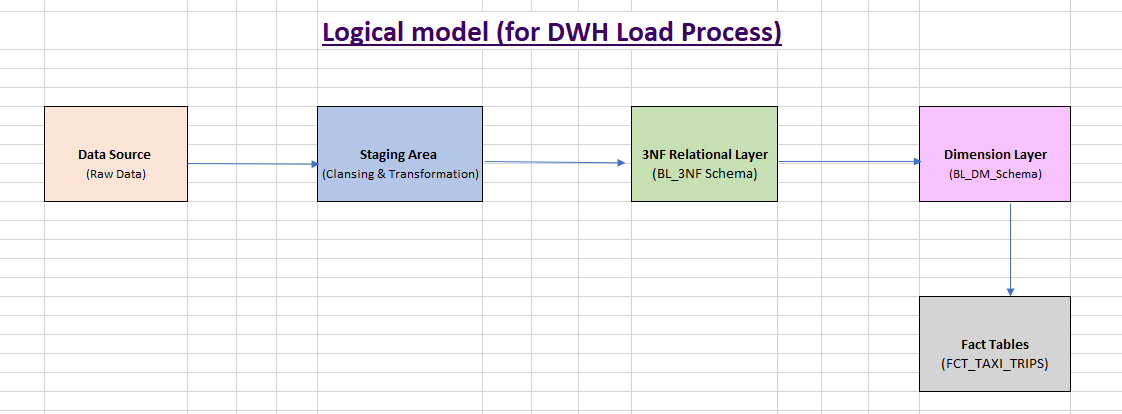 Logical model (for DWH Load Process)
Data Source
(Raw Data)
Staging Area
(Clansing & Transformation)
3NF Relational Layer
(BL_3NF Schema)
Dimension Layer
(BL_DM_Schema)
Fact Tables
(FCT_TAXI_TRIPS)